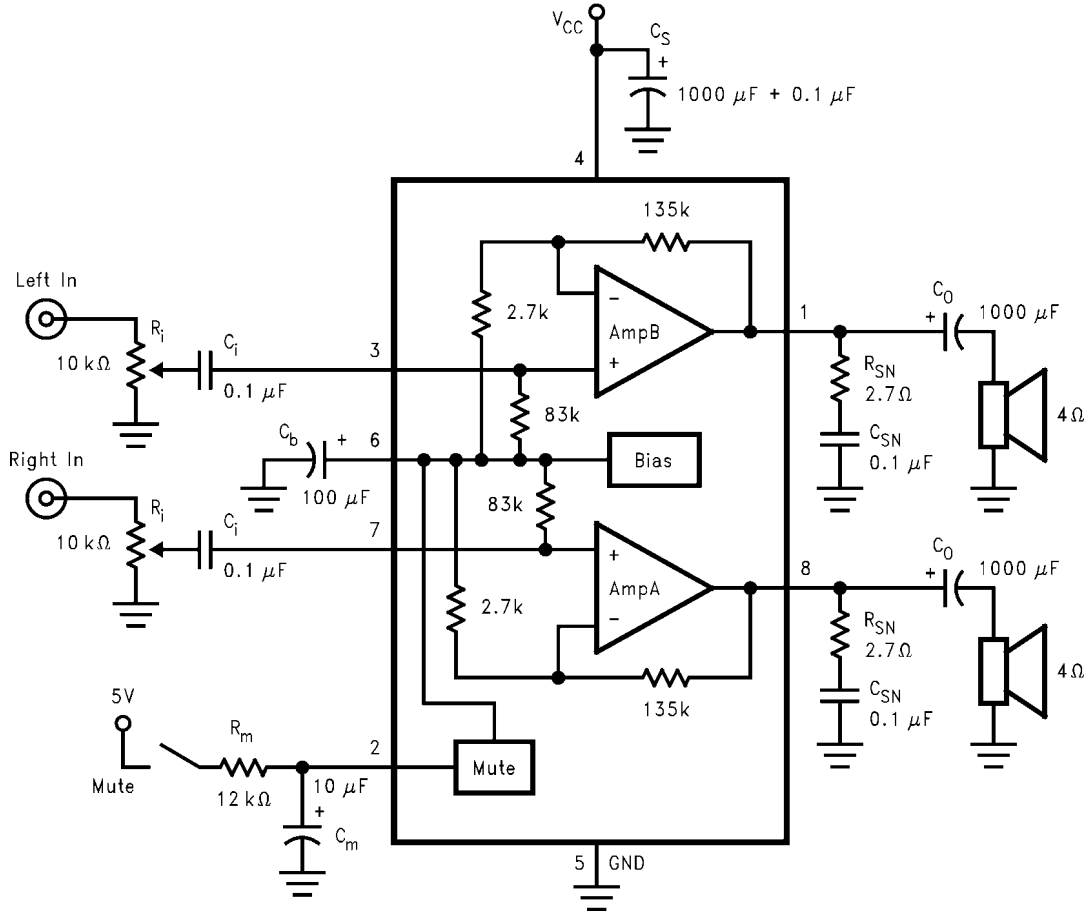 V_CC
C_S
+
1000 μF + 0.1 μF
4
135k
Left In
R_i
10 kΩ
C_i
0.1 μF
3
2.7k
−
AmpB
+
1
C_O
+
1000 μF
R_SN
2.7Ω
C_SN
0.1 μF
4Ω
83k
C_b
+
6
100 μF
Bias
Right In
R_i
10 kΩ
C_i
0.1 μF
7
83k
+
AmpA
−
2.7k
135k
8
C_O
+
1000 μF
R_SN
2.7Ω
C_SN
0.1 μF
4Ω
5V
Mute
R_m
12 kΩ
2
10 μF
+
C_m
Mute
5
GND